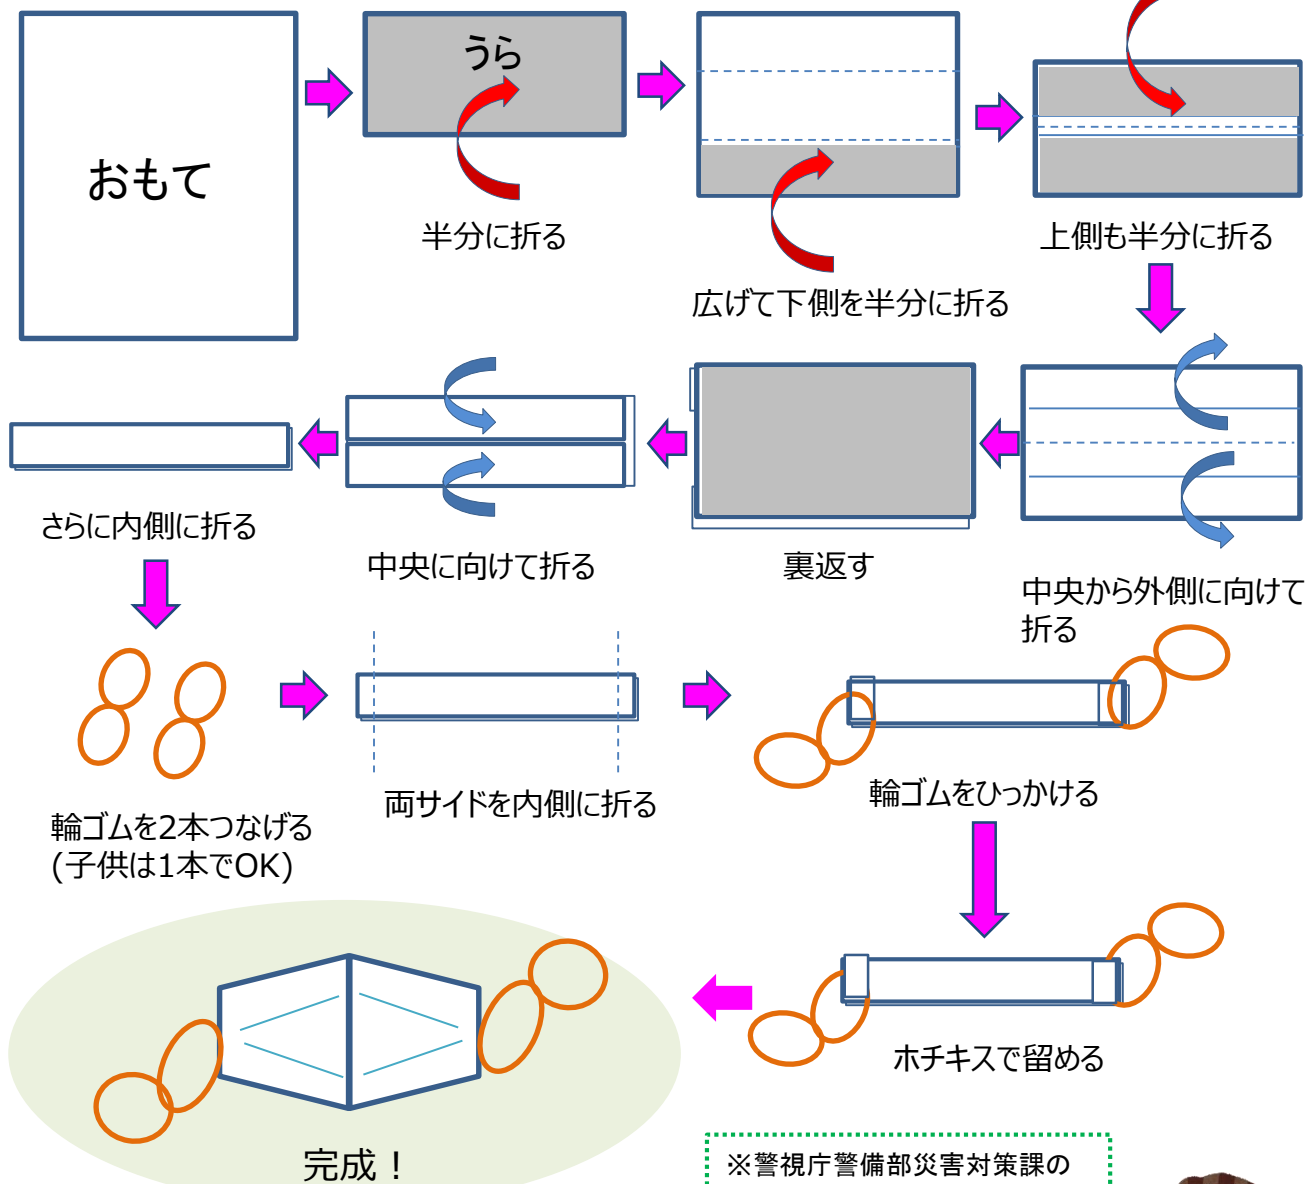 おもて
うら
半分に折る
広げて下側を半分に折る
上側も半分に折る
中央から外側に向けて
折る
裏返す
中央に向けて折る
さらに内側に折る
輪ゴムを2本つなげる
(子供は1本でOK)
両サイドを内側に折る
輪ゴムをひっかける
ホチキスで留める
完成！
※警視庁警備部災害対策課の